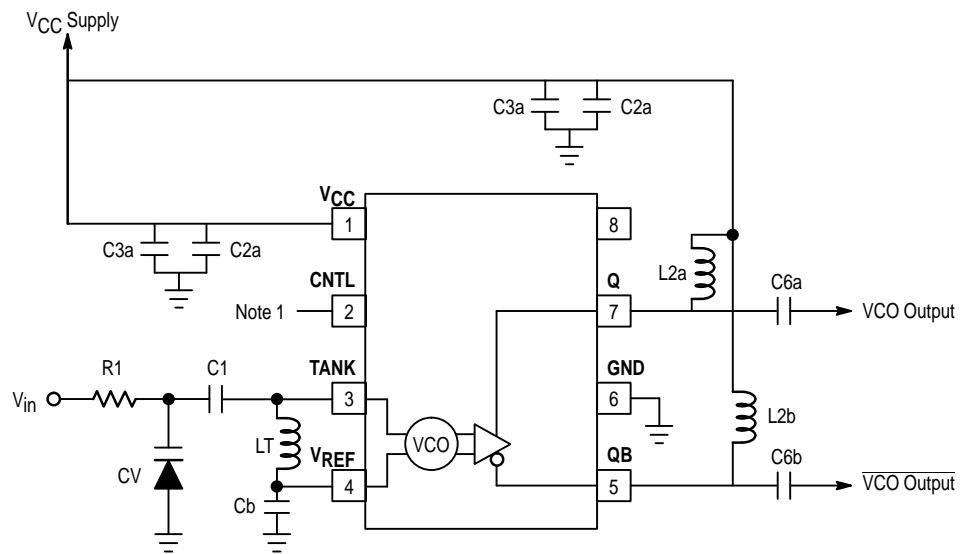 VCC Supply
C3a
C2a
VCC
1
8
C3a
C2a
CNTL
Note 1
2
Q
7
L2a
C6a
VCO Output
R1
C1
TANK
Vin
3
GND
6
LT
VCO
L2b
CV
VREF
4
Cb
QB
5
C6b
VCO Output